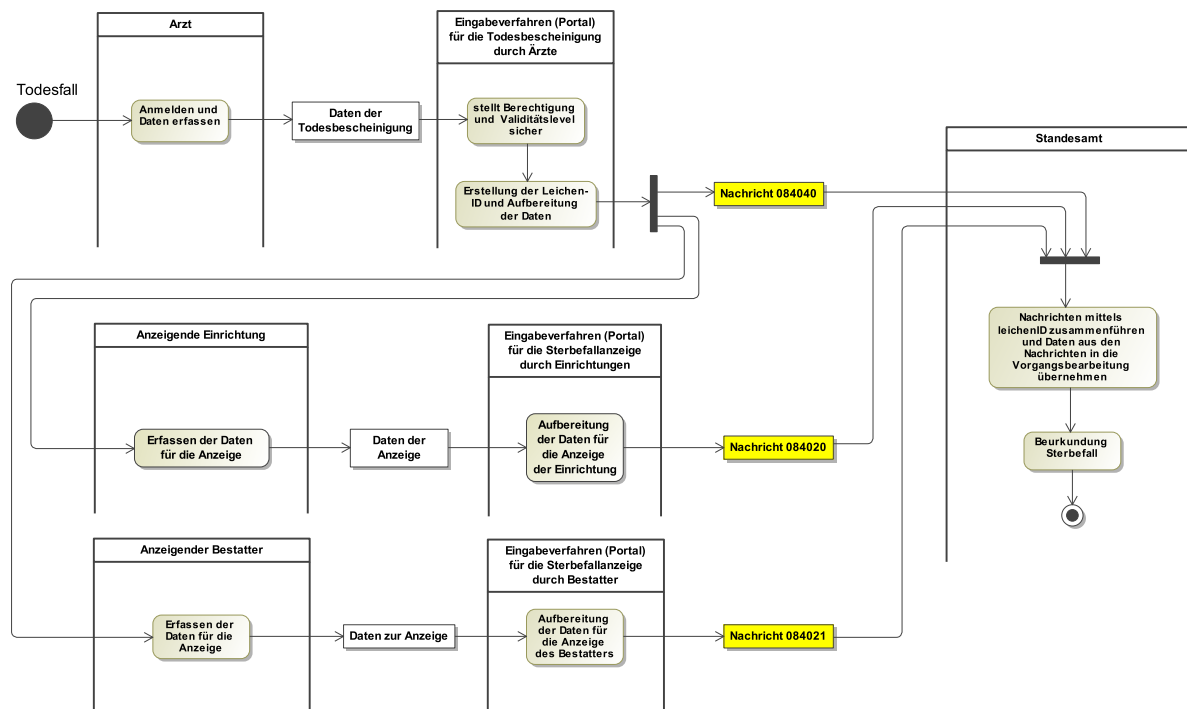 Todesfall
Arzt
Anmelden und
Daten erfassen
Daten der
Todesbescheinigung
Eingabeverfahren (Portal)
für die Todesbescheinigung
durch Ärzte
stellt Berechtigung
und Validitätslevel
sicher
Erstellung der Leichen-
ID und Aufbereitung
der Daten
Nachricht 084040
Standesamt
Nachrichten mittels
leichenID zusammenführen
und Daten aus den
Nachrichten in die
Vorgangsbearbeitung
übernehmen
Beurkundung
Sterbefall
Anzeigende Einrichtung
Erfassen der Daten
für die Anzeige
Daten der
Anzeige
Eingabeverfahren (Portal)
für die Sterbefallanzeige
durch Einrichtungen
Aufbereitung
der Daten für
die Anzeige
der Einrichtung
Nachricht 084020
Anzeigender Bestatter
Erfassen der
Daten für die
Anzeige
Daten zur Anzeige
Eingabeverfahren (Portal)
für die Sterbefallanzeige
durch Bestatter
Aufbereitung
der Daten für
die Anzeige
des Bestatters
Nachricht 084021